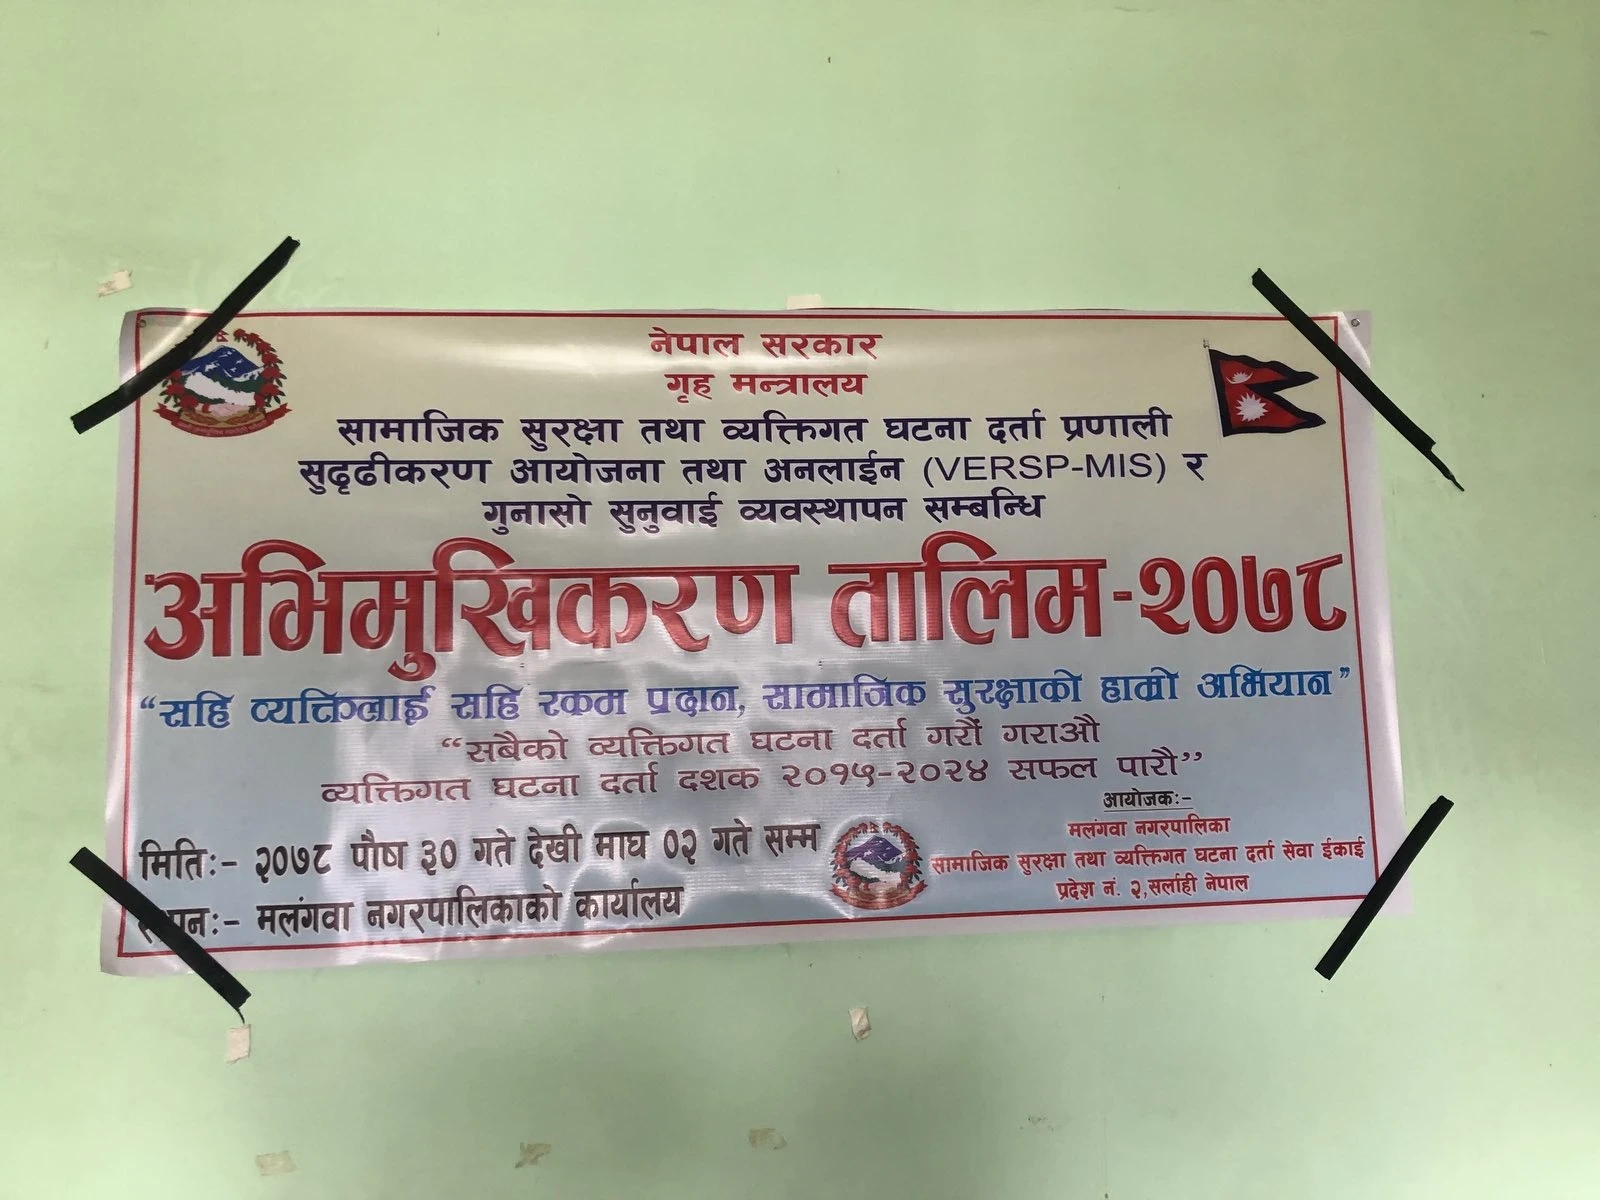 नेपाल सरकार
गृह मन्त्रालय
सामाजिक सुरक्षा तथा व्यक्तिगत घटना दर्ता प्रणाली
सुदृढीकरण आयोजना तथा अनलाईन (VERSP-MIS) र
गुनासो सुनुवाई व्यवस्थापन सम्बन्धि
अभिमुखिकरण तालिम-२०७८
“सहि व्यक्तिलाई सहि रकम प्रदान, सामाजिक सुरक्षाको हाम्रो अभियान”
“सबैको व्यक्तिगत घटना दर्ता गरौं गराऔ
व्यक्तिगत घटना दर्ता दशक २०१५-२०२४ सफल पारौ”
मिति:- २०७८ पौष ३० गते देखी माघ ०२ गते सम्म
मलंगवा नगरपालिकाको कार्यालय
आयोजक:-
मलंगवा नगरपालिका
सामाजिक सुरक्षा तथा व्यक्तिगत घटना दर्ता सेवा ईकाई
प्रदेश नं. २,सर्लाही नेपाल